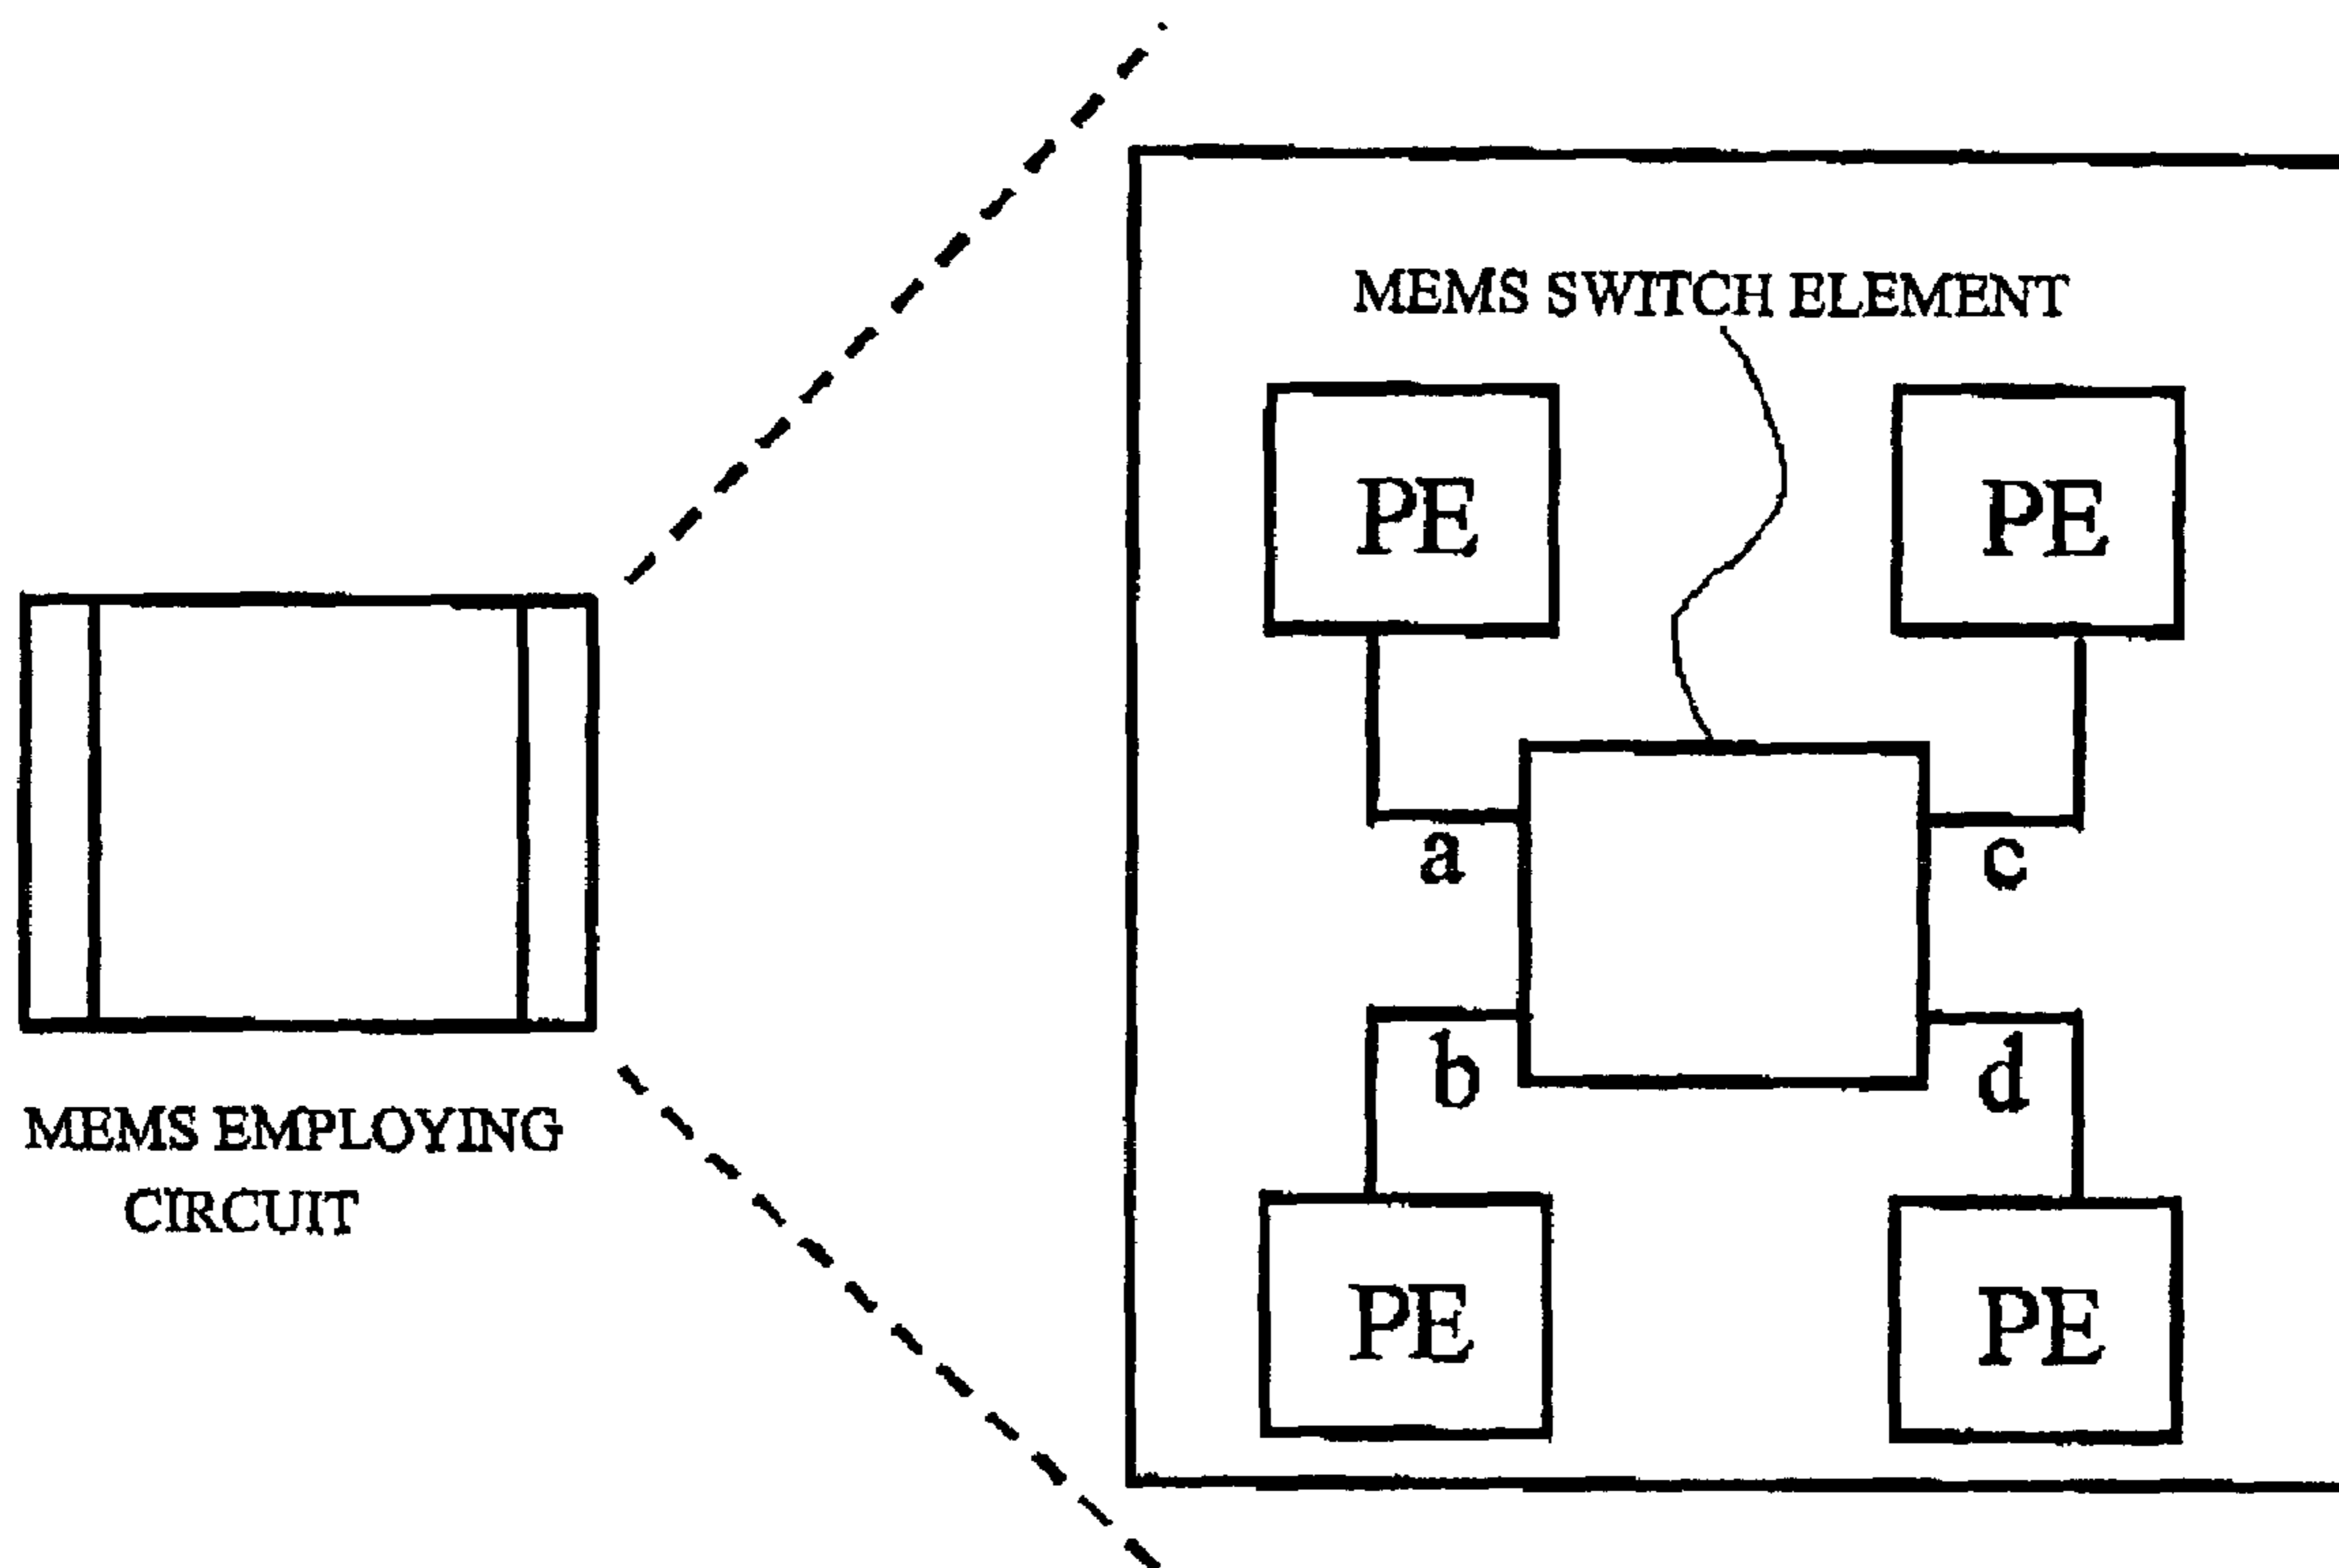 MEMS SWITCH ELEMENT
PE
PE
a
c
b
d
MEMS EMPLOYING
CIRCUIT
PE
PE